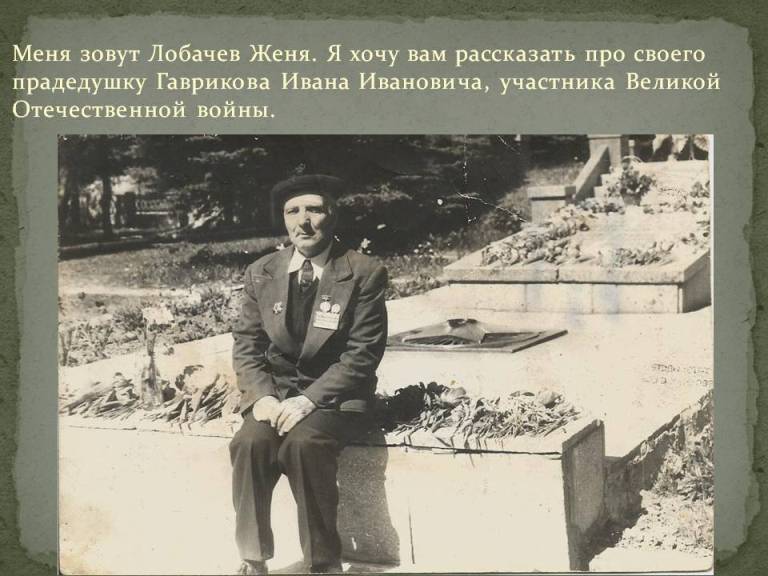 Меня зовут Лобачев Женя. Я хочу вам рассказать про своего
прадедушку Гаврикова Ивана Ивановича, участника Великой
Отечественной войны.